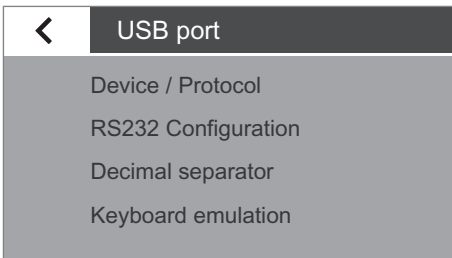 USB port
Device / Protocol
RS232 Configuration
Decimal separator
Keyboard emulation